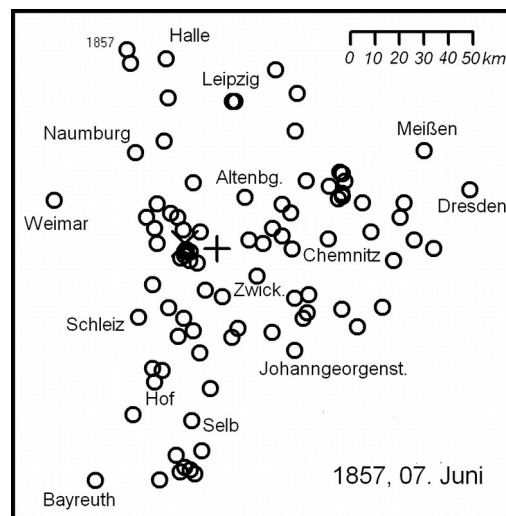 Halle
1857
Leipzig
0 10 20 30 40 50 km
Naumburg
Meißen
Altenbg.
Weimar
Dresden
Chemnitz
Zwick.
Schleiz
Johanngeorgenst.
Hof
Selb
Bayreuth
1857, 07. Juni